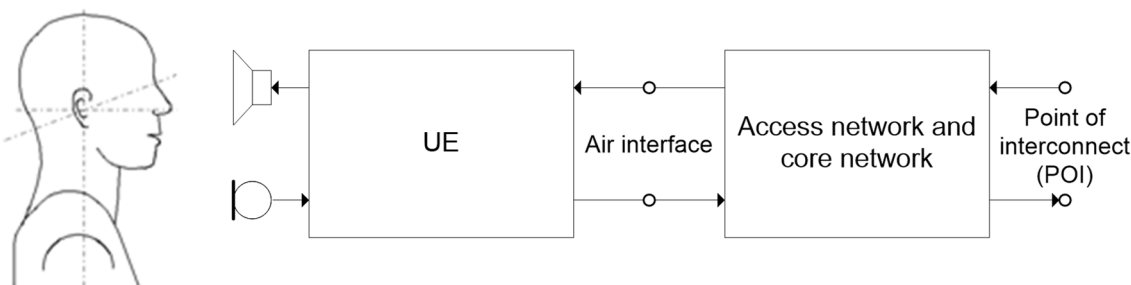 UE
Air interface
Access network and
core network
Point of
interconnect
(POI)